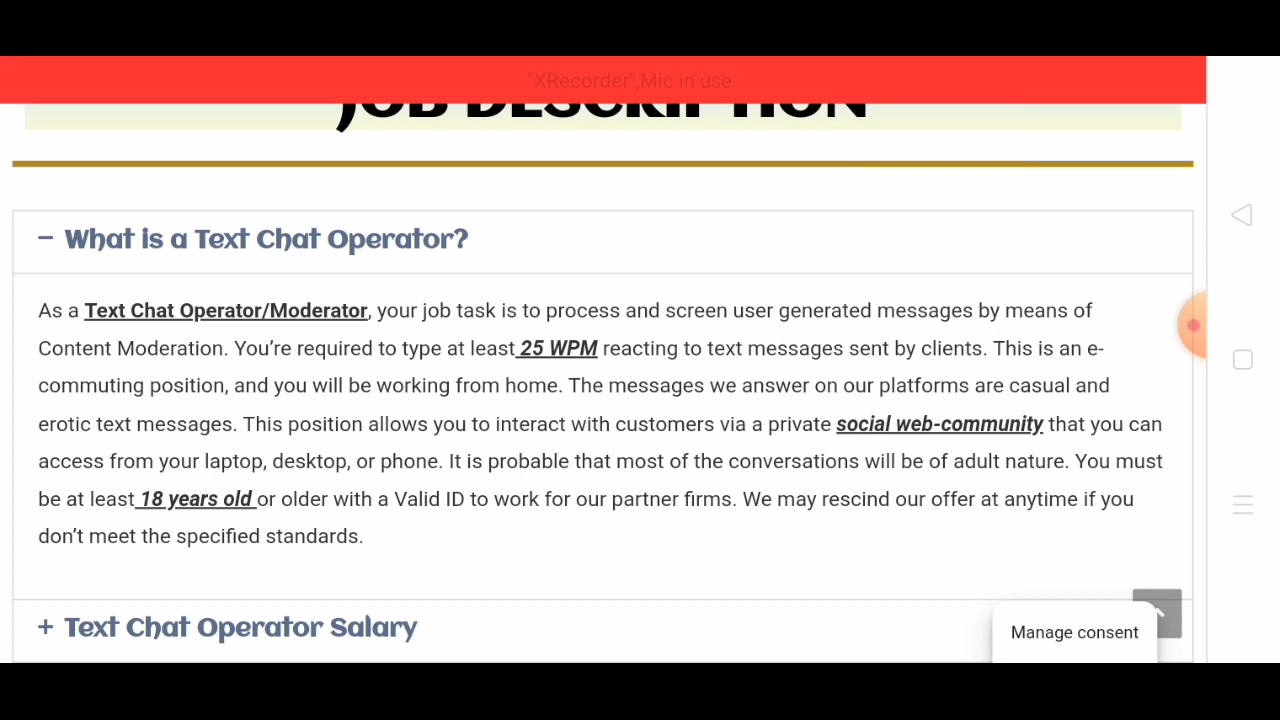 "XRecorder",Mic in use
JOB DESCRIPTION
− What is a Text Chat Operator?
As a Text Chat Operator/Moderator, your job task is to process and screen user generated messages by means of
Content Moderation. You’re required to type at least 25 WPM reacting to text messages sent by clients. This is an e-
commuting position, and you will be working from home. The messages we answer on our platforms are casual and
erotic text messages. This position allows you to interact with customers via a private social web-community that you can
access from your laptop, desktop, or phone. It is probable that most of the conversations will be of adult nature. You must
be at least 18 years old or older with a Valid ID to work for our partner firms. We may rescind our offer at anytime if you
don’t meet the specified standards.
+ Text Chat Operator Salary
Manage consent